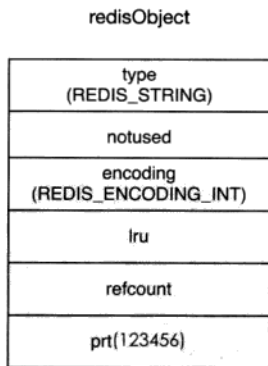 redisObject
type
(REDIS_STRING)
notused
encoding
(REDIS_ENCODING_INT)
lru
refcount
prt(123456)